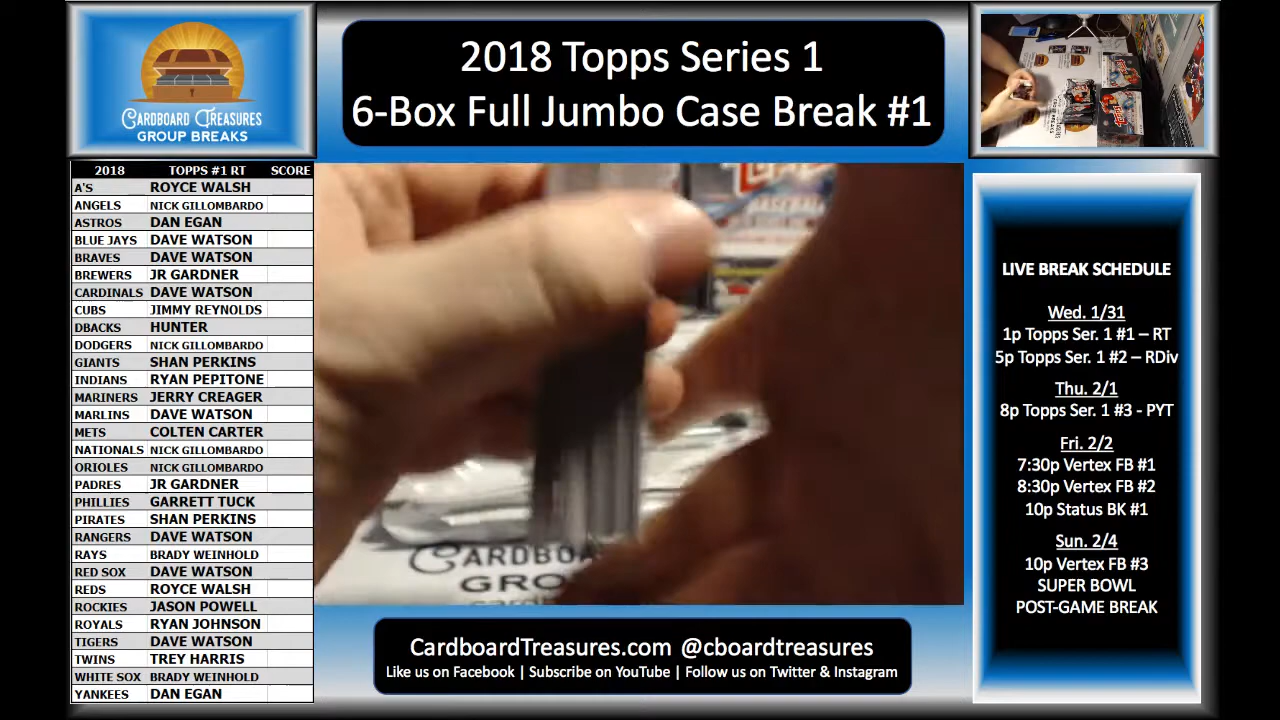 CARDBOARD TREASURES
GROUP BREAKS
2018 Topps Series 1
6-Box Full Jumbo Case Break #1
2018 TOPPS #1 RT SCORE
A'S ROYCE WALSH
ANGELS NICK GILLOMBARDO
ASTROS DAN EGAN
BLUE JAYS DAVE WATSON
BRAVES DAVE WATSON
BREWERS JR GARDNER
CARDINALS DAVE WATSON
CUBS JIMMY REYNOLDS
DBACKS HUNTER
DODGERS NICK GILLOMBARDO
GIANTS SHAN PERKINS
INDIANS RYAN PEPITONE
MARINERS JERRY CREAGER
MARLINS DAVE WATSON
METS COLTEN CARTER
NATIONALS NICK GILLOMBARDO
ORIOLES NICK GILLOMBARDO
PADRES JR GARDNER
PHILLIES GARRETT TUCK
PIRATES SHAN PERKINS
RANGERS DAVE WATSON
RAYS BRADY WEINHOLD
RED SOX DAVE WATSON
REDS ROYCE WALSH
ROCKIES JASON POWELL
ROYALS RYAN JOHNSON
TIGERS DAVE WATSON
TWINS TREY HARRIS
WHITE SOX BRADY WEINHOLD
YANKEES DAN EGAN
CARDBOA
GRO
LIVE BREAK SCHEDULE
Wed. 1/31
1p Topps Ser. 1 #1 – RT
5p Topps Ser. 1 #2 – RDiv
Thu. 2/1
8p Topps Ser. 1 #3 - PYT
Fri. 2/2
7:30p Vertex FB #1
8:30p Vertex FB #2
10p Status BK #1
Sun. 2/4
10p Vertex FB #3
SUPER BOWL
POST-GAME BREAK
CardboardTreasures.com @cboardtreasures
Like us on Facebook | Subscribe on YouTube | Follow us on Twitter & Instagram